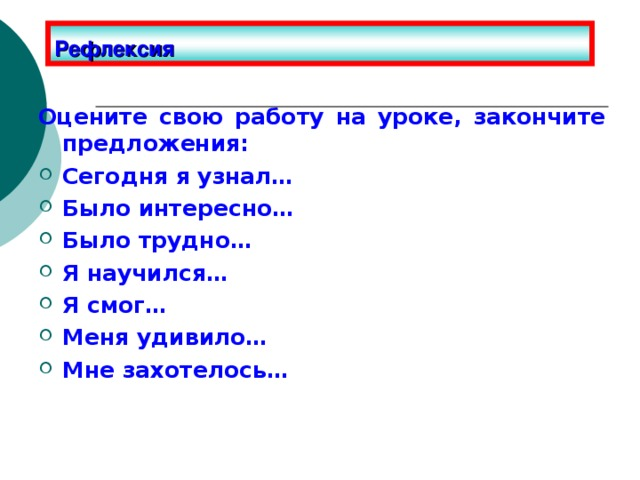 Рефлексия
Оцените свою работу на уроке, закончите
предложения:
Сегодня я узнал…
Было интересно…
Было трудно…
Я научился…
Я смог…
Меня удивило…
Мне захотелось…